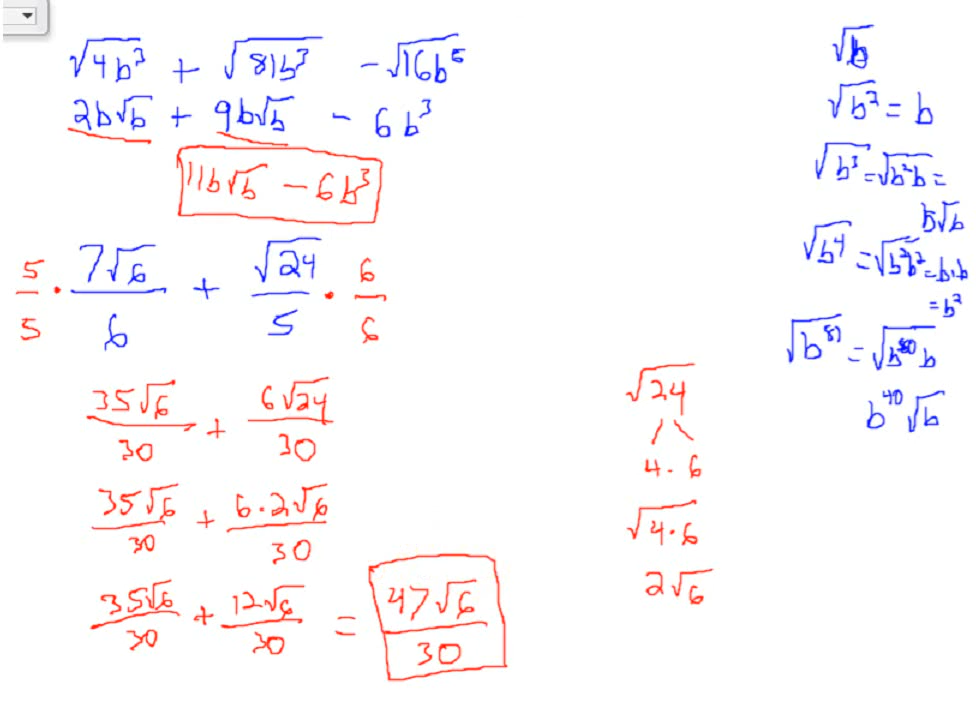 √4b³ + √81b³ - √16b⁶
2b√b + 9b√b - 6b³
11b√b - 6b³
5/5 · 7√6/6 + √24/5 · 6/6
35√6/30 + 6√24/30
35√6/30 + 6·2√6/30
35√6/30 + 12√6/30 = 47√6/30
√24
4·6
√4·6
2√6
√b
√b² = b
√b³ = √b²b =
b√b
√b⁴ = √b²b² = b·b
= b²
√b⁸¹ = √b⁸⁰b
b⁴⁰√b